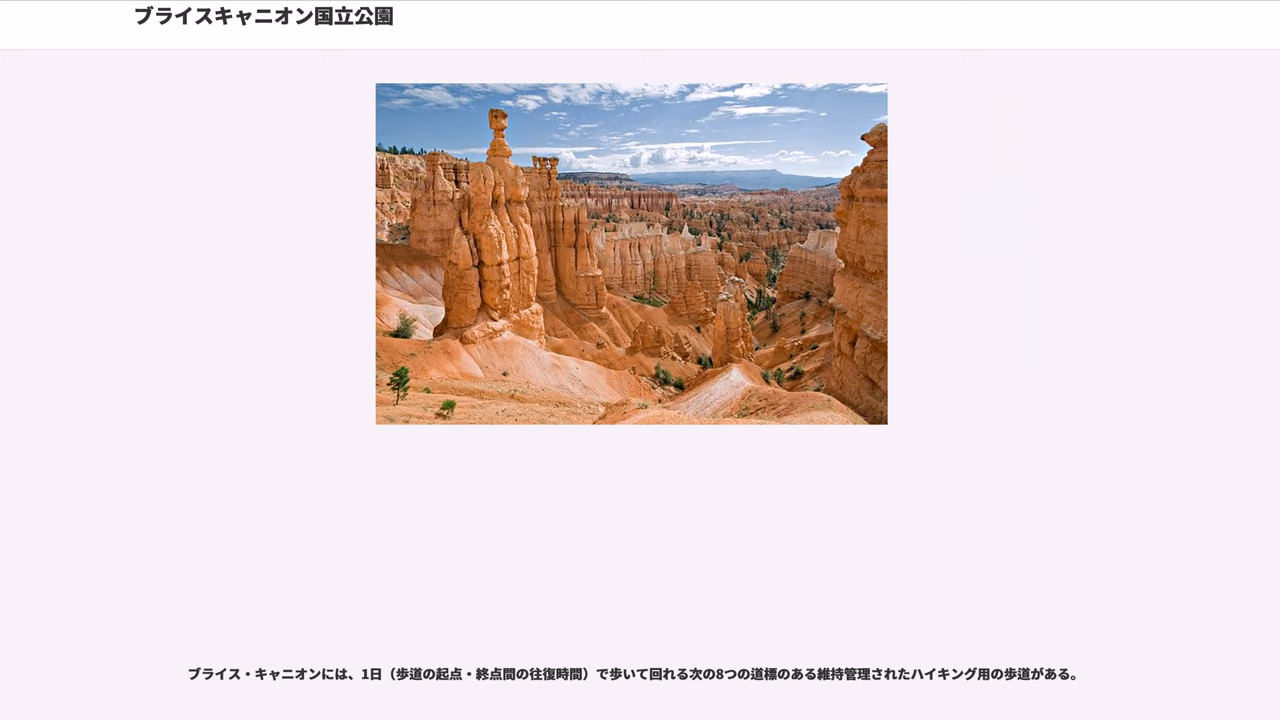 ブライスキャニオン国立公園
ブライス・キャニオンには、1日（歩道の起点・終点間の往復時間）で歩いて回れる次の8つの道標のある維持管理されたハイキング用の歩道がある。